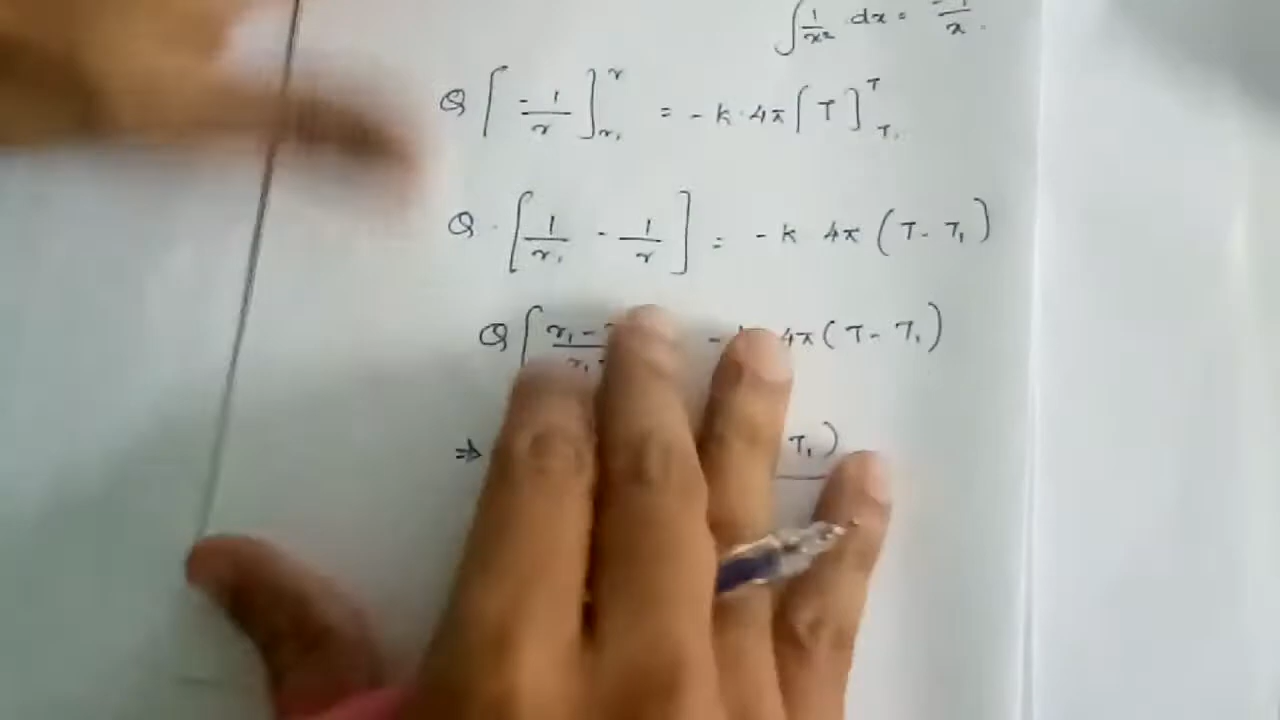 ∫ 1/x² dx = -1/x.
Q [ -1/r ]_{r₁}^{r} = -k·4π [ T ]_{T₁}^{T}
Q · [ 1/r₁ - 1/r ] = -k 4π (T - T₁)
Q [ r₁ - 4π (T - T₁)
⇒ T₁)